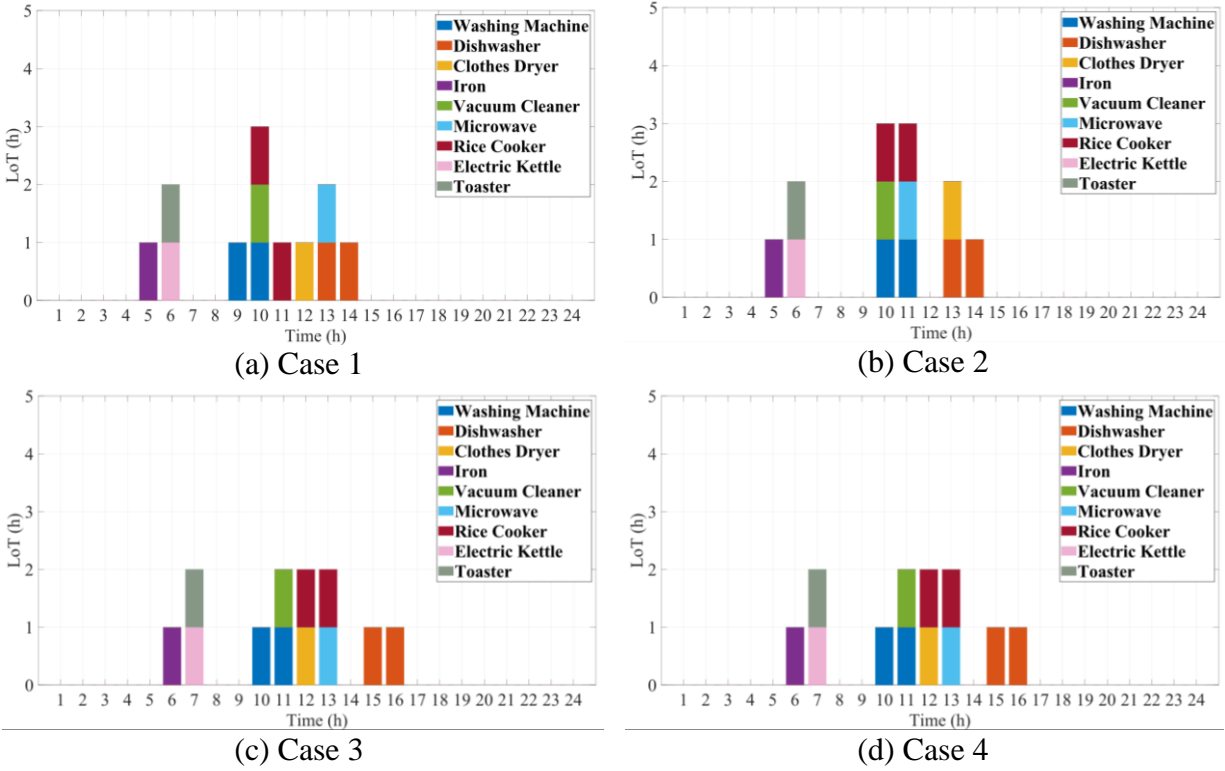 5
4
3
2
1
0
LoT (h)
1 2 3 4 5 6 7 8 9 10 11 12 13 14 15 16 17 18 19 20 21 22 23 24
Time (h)
Washing Machine
Dishwasher
Clothes Dryer
Iron
Vacuum Cleaner
Microwave
Rice Cooker
Electric Kettle
Toaster
(a) Case 1
5
4
3
2
1
0
LoT (h)
1 2 3 4 5 6 7 8 9 10 11 12 13 14 15 16 17 18 19 20 21 22 23 24
Time (h)
Washing Machine
Dishwasher
Clothes Dryer
Iron
Vacuum Cleaner
Microwave
Rice Cooker
Electric Kettle
Toaster
(b) Case 2
5
4
3
2
1
0
LoT (h)
1 2 3 4 5 6 7 8 9 10 11 12 13 14 15 16 17 18 19 20 21 22 23 24
Time (h)
Washing Machine
Dishwasher
Clothes Dryer
Iron
Vacuum Cleaner
Microwave
Rice Cooker
Electric Kettle
Toaster
(c) Case 3
5
4
3
2
1
0
LoT (h)
1 2 3 4 5 6 7 8 9 10 11 12 13 14 15 16 17 18 19 20 21 22 23 24
Time (h)
Washing Machine
Dishwasher
Clothes Dryer
Iron
Vacuum Cleaner
Microwave
Rice Cooker
Electric Kettle
Toaster
(d) Case 4